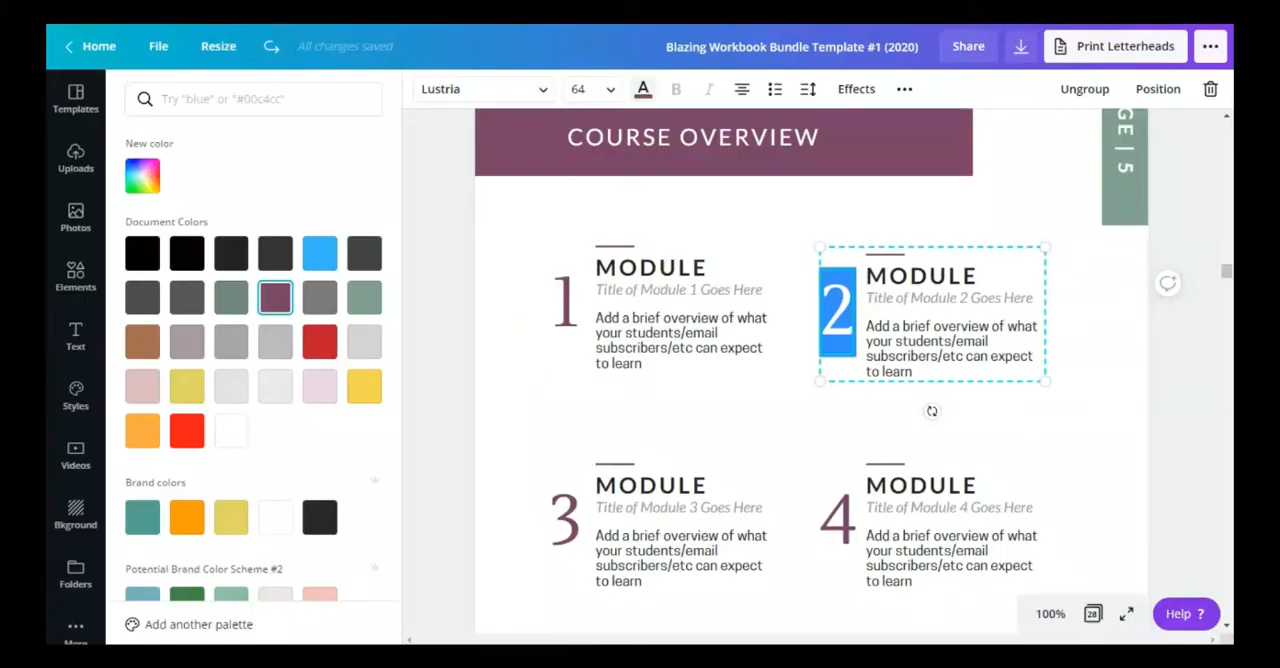 Home
File
Resize
All changes saved
Blazing Workbook Bundle Template #1 (2020)
Share
Print Letterheads
Templates
Uploads
Photos
Elements
Text
Styles
Videos
Bkground
Folders
More
Try "blue" or "#00c4cc"
New color
Document Colors
Brand colors
Potential Brand Color Scheme #2
Add another palette
Lustria
64
A
B
I
Effects
Ungroup
Position
COURSE OVERVIEW
GE | 5
1
MODULE
Title of Module 1 Goes Here
Add a brief overview of what
your students/email
subscribers/etc can expect
to learn
2
MODULE
Title of Module 2 Goes Here
Add a brief overview of what
your students/email
subscribers/etc can expect
to learn
3
MODULE
Title of Module 3 Goes Here
Add a brief overview of what
your students/email
subscribers/etc can expect
to learn
4
MODULE
Title of Module 4 Goes Here
Add a brief overview of what
your students/email
subscribers/etc can expect
to learn
100%
28
Help ?